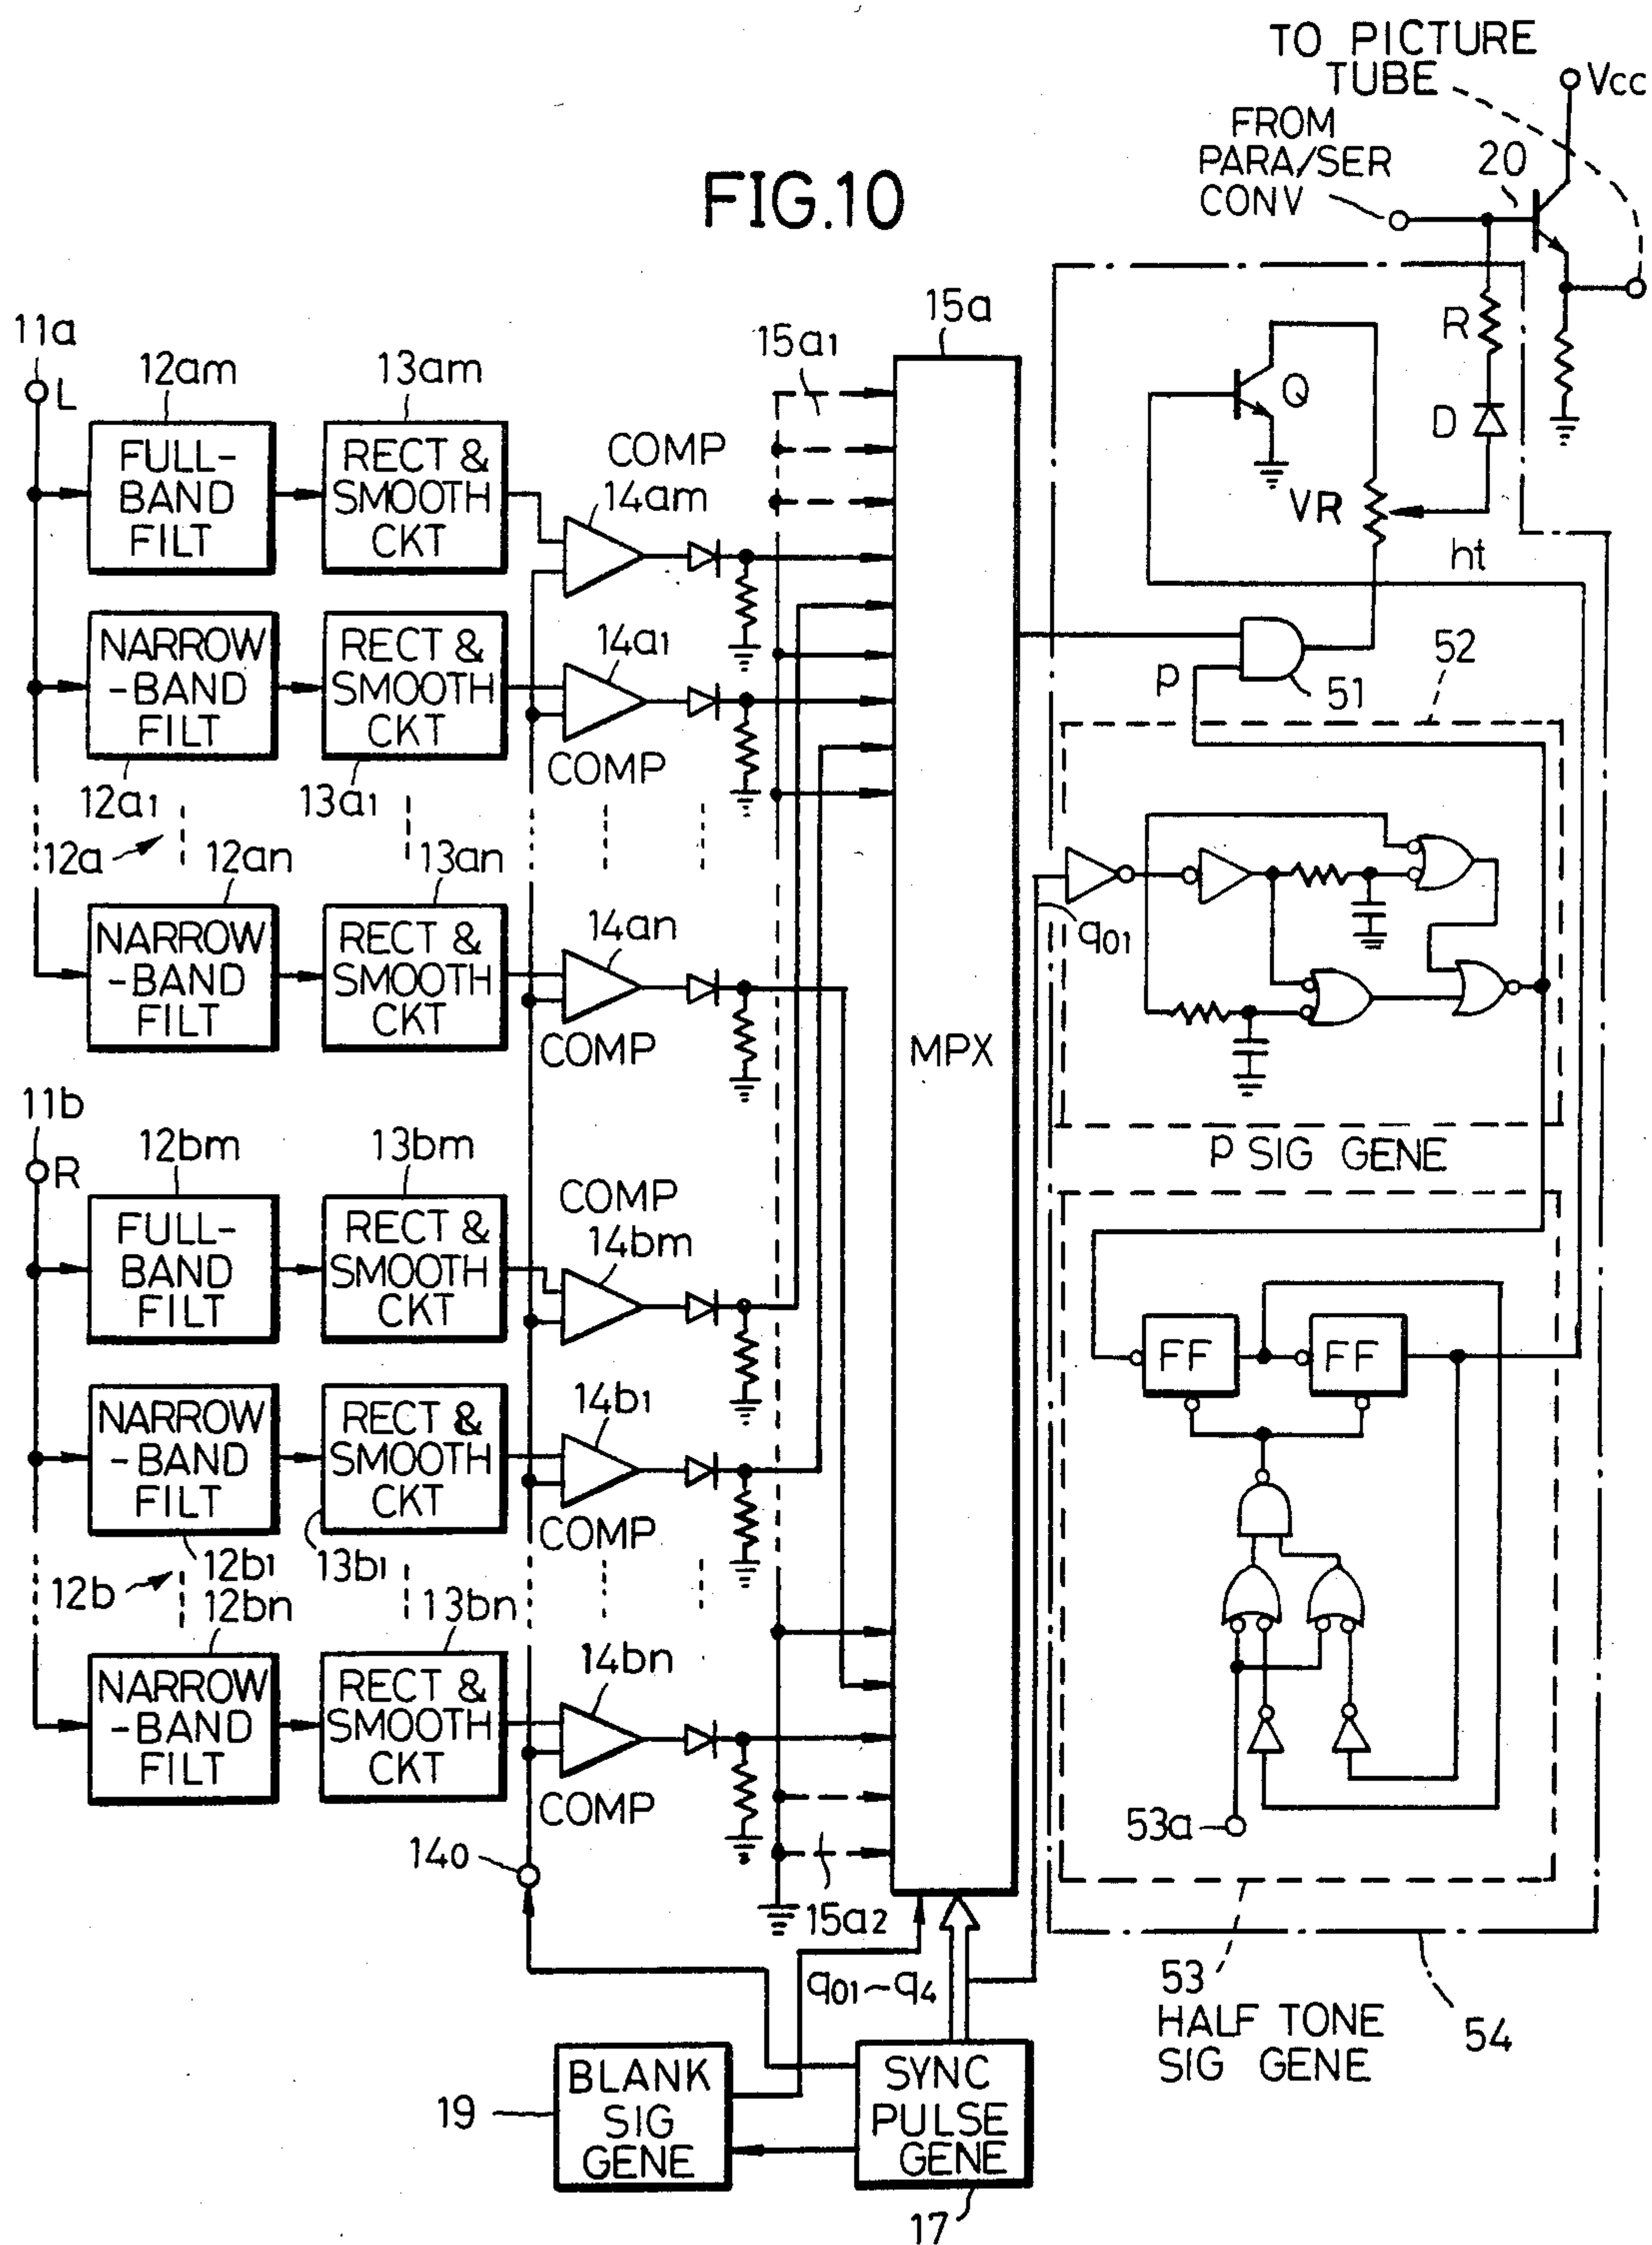 TO PICTURE
TUBE
Vcc
FROM
PARA/SER
CONV
20
FIG.10
11a
L
12am
13am
15a1
15a
R
FULL-
BAND
FILT
RECT &
SMOOTH
CKT
COMP
14am
Q
D
VR
ht
NARROW
-BAND
FILT
RECT &
SMOOTH
CKT
14a1
COMP
p
51
52
12a1
13a1
12a
12an
13an
NARROW
-BAND
FILT
RECT &
SMOOTH
CKT
14an
COMP
MPX
q01
p SIG GENE
11b
R
12bm
13bm
FULL-
BAND
FILT
RECT &
SMOOTH
CKT
COMP
14bm
FF
FF
NARROW
-BAND
FILT
RECT &
SMOOTH
CKT
14b1
COMP
12b1
13b1
12b
12bn
13bn
NARROW
-BAND
FILT
RECT &
SMOOTH
CKT
14bn
COMP
53a
140
15a2
q01~q4
53
HALF TONE
SIG GENE
54
19
BLANK
SIG
GENE
SYNC
PULSE
GENE
17